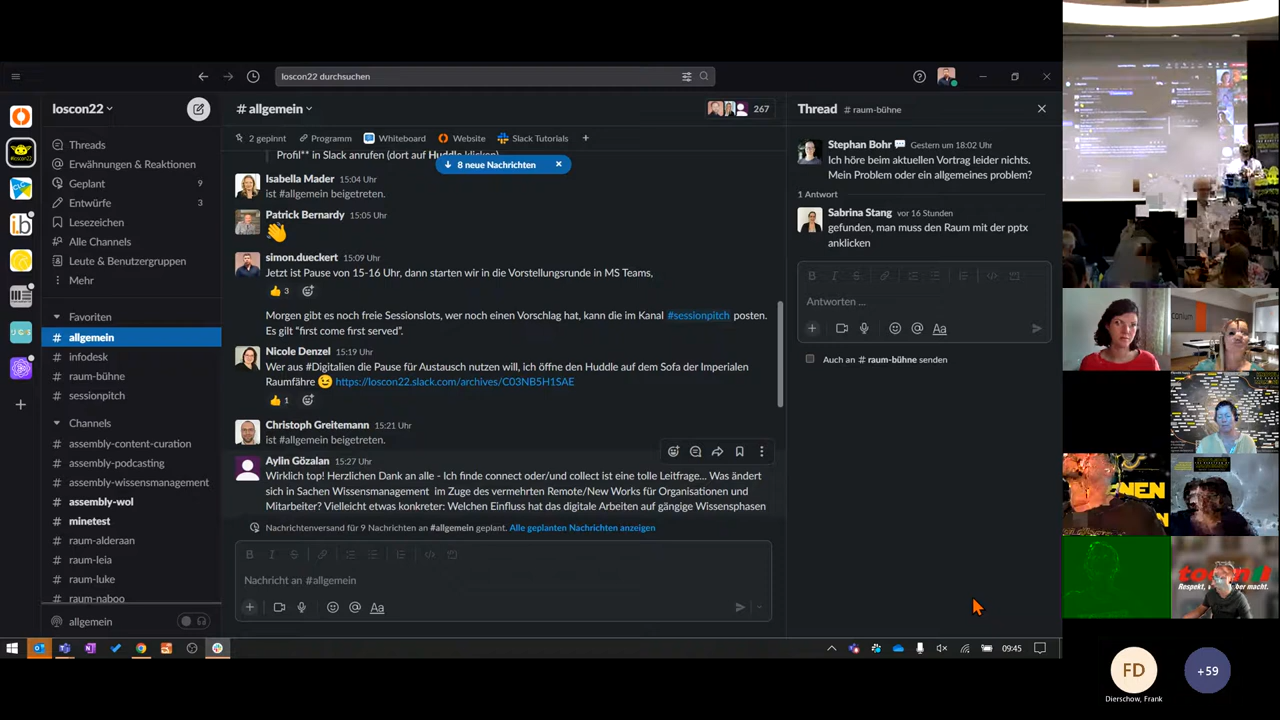 loscon22 durchsuchen
loscon22
Threads
Erwähnungen & Reaktionen
Geplant 9
Entwürfe 3
Lesezeichen
Alle Channels
Leute & Benutzergruppen
Mehr
Favoriten
# allgemein
# infodesk
# raum-bühne
# sessionpitch
Channels
# assembly-content-curation
# assembly-podcasting
# assembly-wissensmanagement
# assembly-wol
# minetest
# raum-alderaan
# raum-leia
# raum-luke
# raum-naboo
allgemein
# allgemein
267
2 gepinnt Programm Whiteboard Website Slack Tutorials +
Profil** in Slack anrufen (dort auf Huddle klicken)
8 neue Nachrichten
Isabella Mader 15:04 Uhr
ist #allgemein beigetreten.
Patrick Bernardy 15:05 Uhr
simon.dueckert 15:09 Uhr
Jetzt ist Pause von 15-16 Uhr, dann starten wir in die Vorstellungsrunde in MS Teams,
3
Morgen gibt es noch freie Sessionslots, wer noch einen Vorschlag hat, kann die im Kanal #sessionpitch posten.
Es gilt "first come first served".
Nicole Denzel 15:19 Uhr
Wer aus #Digitalien die Pause für Austausch nutzen will, ich öffne den Huddle auf dem Sofa der Imperialen
Raumfähre https://loscon22.slack.com/archives/C03NB5H1SAE
1
Christoph Greitemann 15:21 Uhr
ist #allgemein beigetreten.
Aylin Gözalan 15:27 Uhr
Wirklich top! Herzlichen Dank an alle - Ich finde connect oder/und collect ist eine tolle Leitfrage... Was ändert
sich in Sachen Wissensmanagement im Zuge des vermehrten Remote/New Works für Organisationen und
Mitarbeiter? Vielleicht etwas konkreter: Welchen Einfluss hat das digitale Arbeiten auf gängige Wissensphasen
Nachrichtenversand für 9 Nachrichten an #allgemein geplant. Alle geplanten Nachrichten anzeigen
Nachricht an #allgemein
Aa
Thread # raum-bühne
Stephan Bohr Gestern um 18:02 Uhr
Ich höre beim aktuellen Vortrag leider nichts.
Mein Problem oder ein allgemeines problem?
1 Antwort
Sabrina Stang vor 16 Stunden
gefunden, man muss den Raum mit der pptx
anklicken
Antworten ...
Aa
Auch an # raum-bühne senden
09:45
FD
Dierschow, Frank
+59